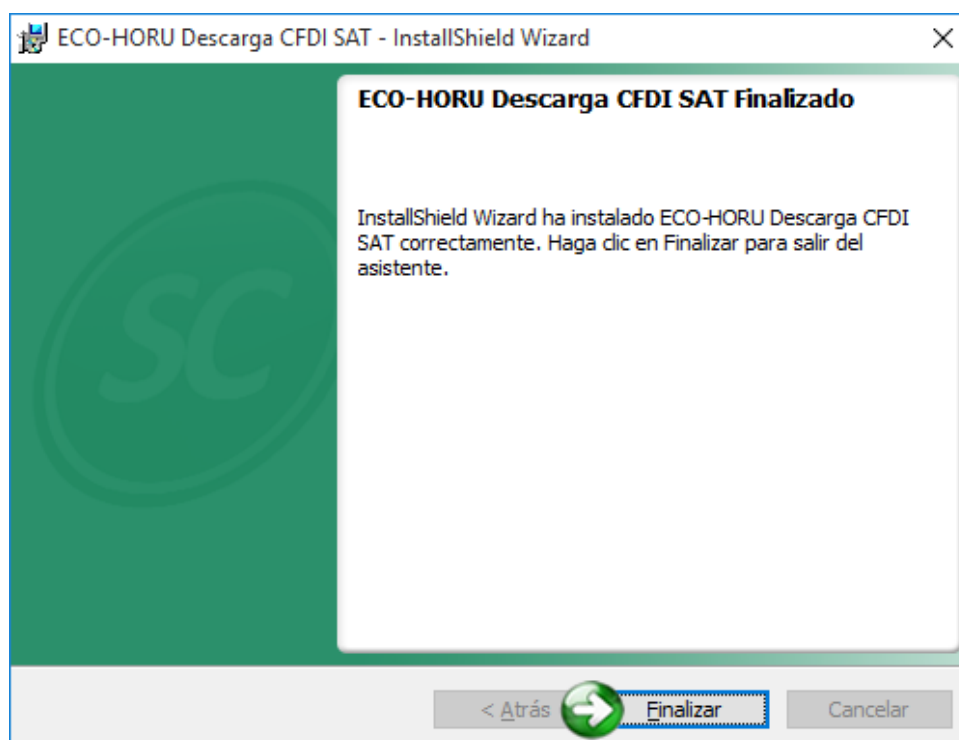 ECO-HORU Descarga CFDI SAT - InstallShield Wizard
ECO-HORU Descarga CFDI SAT Finalizado
InstallShield Wizard ha instalado ECO-HORU Descarga CFDI
SAT correctamente. Haga clic en Finalizar para salir del
asistente.
SC
< Atrás
Finalizar
Cancelar